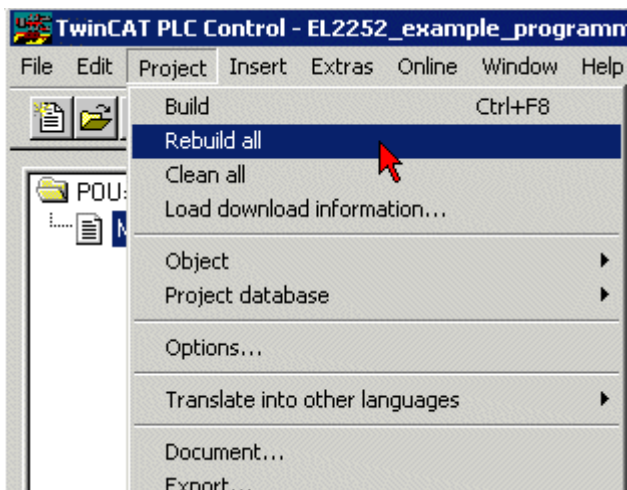 TwinCAT PLC Control - EL2252_example_programm
File Edit Project Insert Extras Online Window Help
Build Ctrl+F8
Rebuild all
Clean all
POU
Load download information...
Object
Project database
Options...
Translate into other languages
Document...
Export...